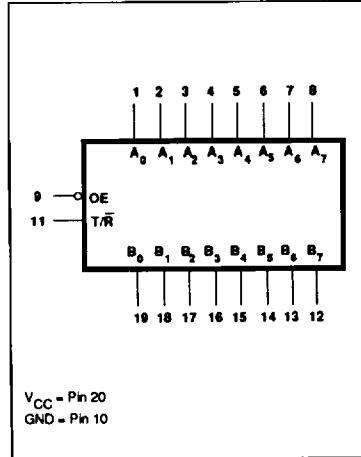 1 2 3 4 5 6 7 8
A₀ A₁ A₂ A₃ A₄ A₅ A₆ A₇
9 OE
11 T/R̅
B₀ B₁ B₂ B₃ B₄ B₅ B₆ B₇
19 18 17 16 15 14 13 12
V_CC = Pin 20
GND = Pin 10